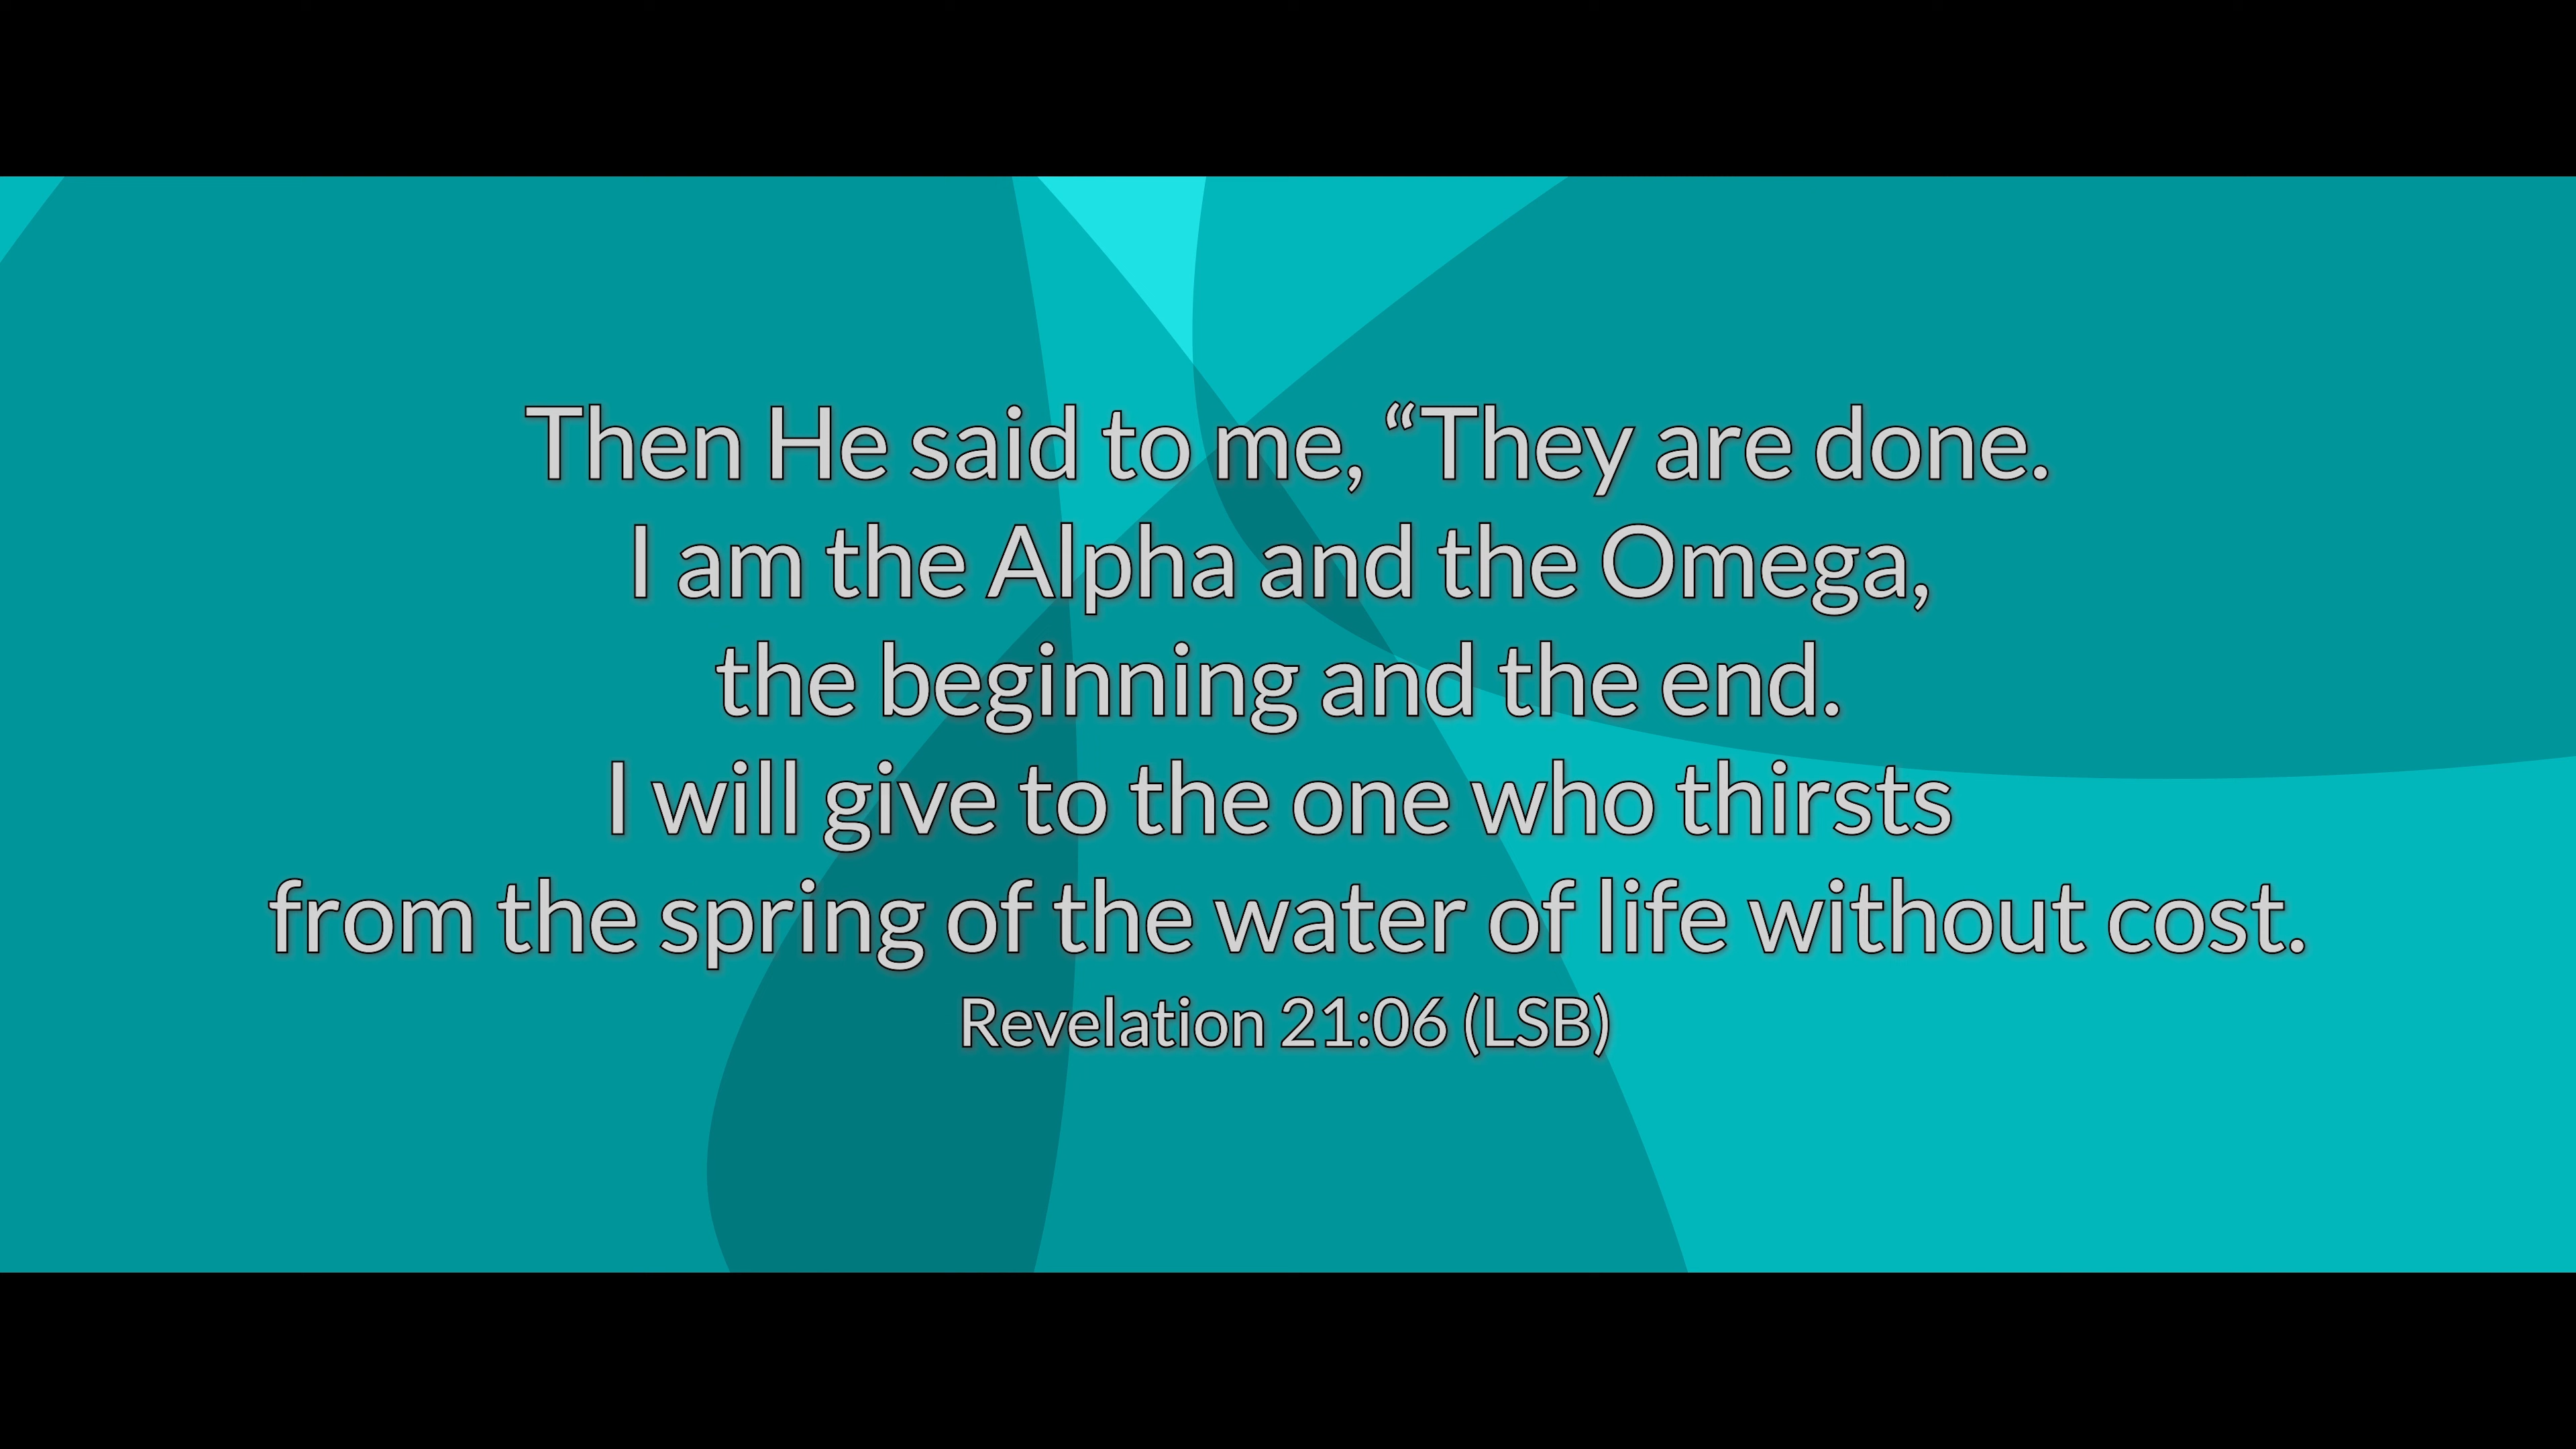 Then He said to me, “They are done.
I am the Alpha and the Omega,
the beginning and the end.
I will give to the one who thirsts
from the spring of the water of life without cost.
Revelation 21:06 (LSB)